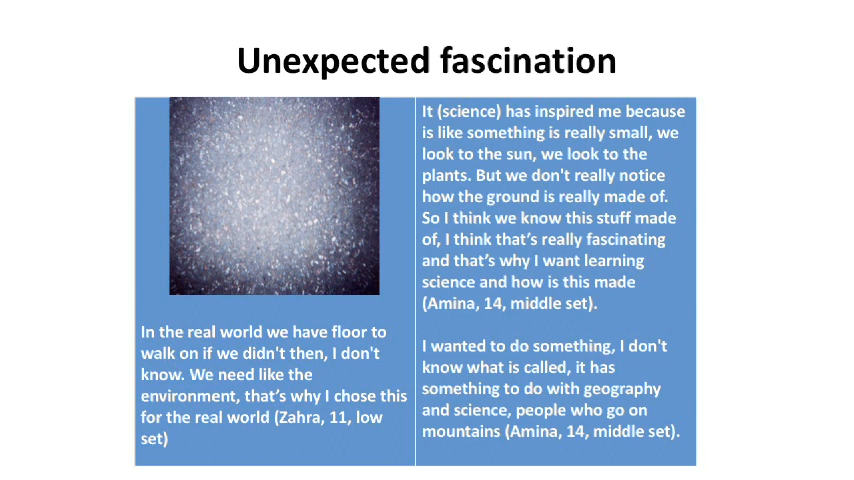 Unexpected fascination
In the real world we have floor to
walk on if we didn't then, I don't
know. We need like the
environment, that's why I chose this
for the real world (Zahra, 11, low
set)
It (science) has inspired me because
is like something is really small, we
look to the sun, we look to the
plants. But we don't really notice
how the ground is really made of.
So I think we know this stuff made
of, I think that's really fascinating
and that's why I want learning
science and how is this made
(Amina, 14, middle set).
I wanted to do something, I don't
know what is called, it has
something to do with geography
and science, people who go on
mountains (Amina, 14, middle set).